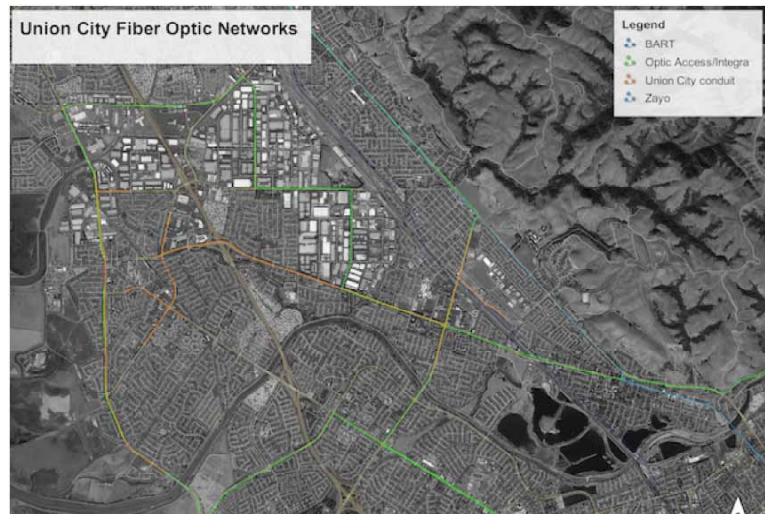 Union City Fiber Optic Networks
Legend
BART
Optic Access/Integra
Union City conduit
Zayo